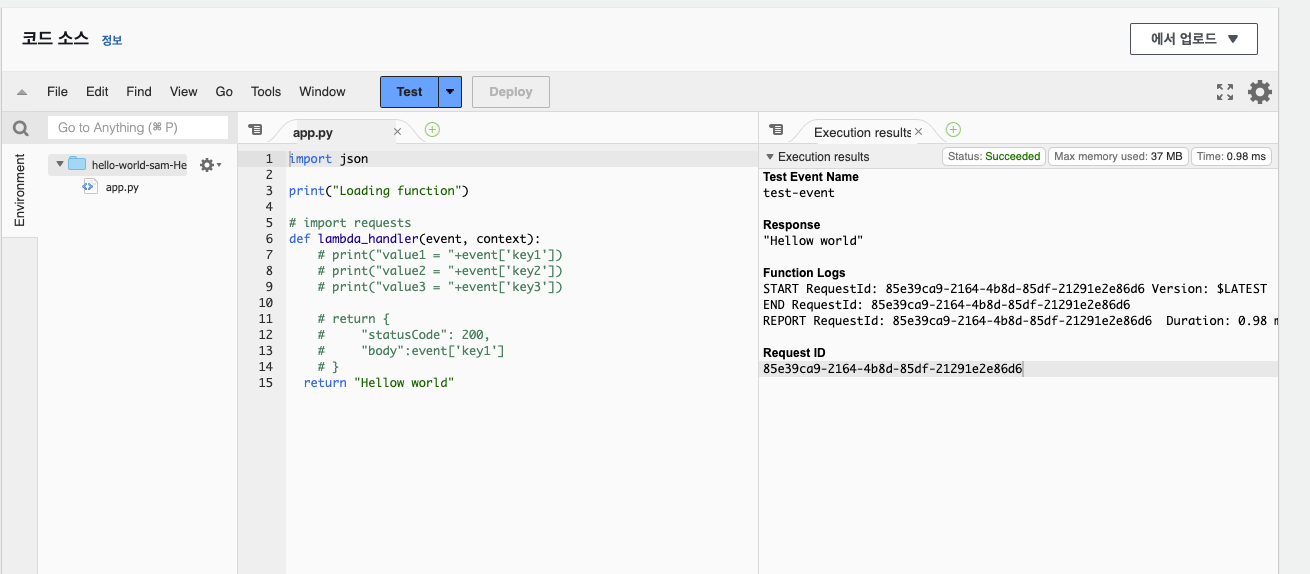 코드 소스 정보
에서 업로드 ▼
File Edit Find View Go Tools Window Test Deploy
Go to Anything (⌘ P)
Environment
hello-world-sam-He
app.py
app.py
1 import json
2
3 print("Loading function")
4
5 # import requests
6 def lambda_handler(event, context):
7     # print("value1 = "+event['key1'])
8     # print("value2 = "+event['key2'])
9     # print("value3 = "+event['key3'])
10
11     # return {
12     #     "statusCode": 200,
13     #     "body":event['key1']
14     # }
15   return "Hellow world"
Execution results
Execution results Status: Succeeded Max memory used: 37 MB Time: 0.98 ms
Test Event Name
test-event
Response
"Hellow world"
Function Logs
START RequestId: 85e39ca9-2164-4b8d-85df-21291e2e86d6 Version: $LATEST
END RequestId: 85e39ca9-2164-4b8d-85df-21291e2e86d6
REPORT RequestId: 85e39ca9-2164-4b8d-85df-21291e2e86d6  Duration: 0.98 m
Request ID
85e39ca9-2164-4b8d-85df-21291e2e86d6